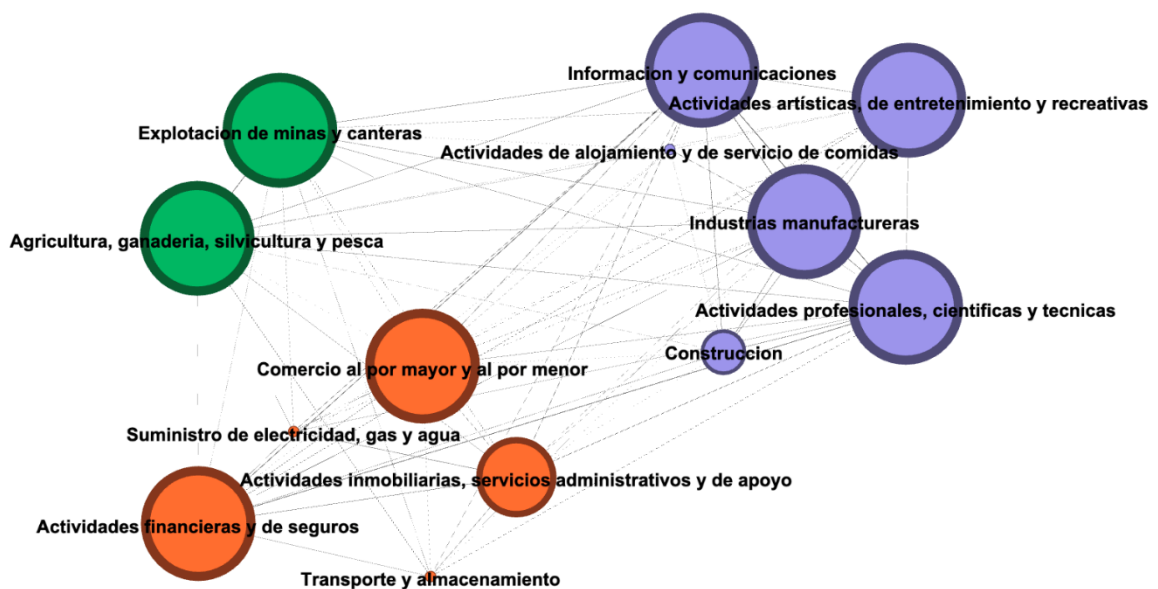 Informacion y comunicaciones
Actividades artísticas, de entretenimiento y recreativas
Explotacion de minas y canteras
Actividades de alojamiento y de servicio de comidas
Industrias manufactureras
Agricultura, ganaderia, silvicultura y pesca
Actividades profesionales, cientificas y tecnicas
Construccion
Comercio al por mayor y al por menor
Suministro de electricidad, gas y agua
Actividades inmobiliarias, servicios administrativos y de apoyo
Actividades financieras y de seguros
Transporte y almacenamiento